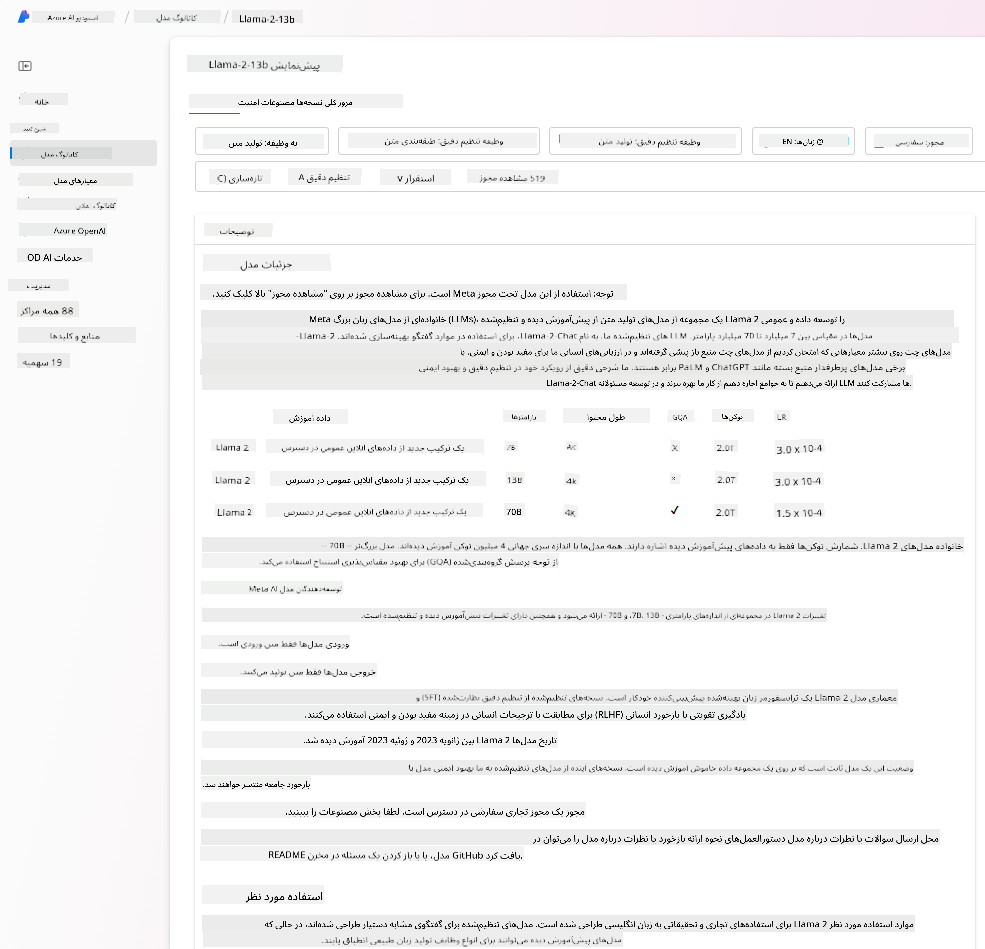 استودیو Azure AI / کاتالوگ مدل / Llama-2-13b
پیش‌نمایش Llama-2-13b
خانه
مرور کلی نسخه‌ها مصنوعات امنیت
کاتالوگ مدل
معیارهای مدل
Azure OpenAI
خدمات OD AI
مدیریت
88 همه مراکز
منابع و کلیدها
19 سهمیه
به وظیفه: تولید متن
وظیفه تنظیم دقیق: طبقه‌بندی متن
وظیفه تنظیم دقیق: تولید متن
زبان‌ها: EN
مجوز: سفارسی
تازه‌سازی (C
تنظیم دقیق A
استقرار v
519 مشاهده مجوز
توضیحات
جزئیات مدل
توجه: استفاده از این مدل تحت مجوز Meta است. برای مشاهده مجوز بر روی "مشاهده مجوز" بالا کلیک کنید.
را توسعه داده و عمومی Llama 2 یک مجموعه از مدل‌های تولید متن از پیش‌آموزش دیده و تنظیم‌شده ،(LLMs) خانواده‌ای از مدل‌های زبان بزرگ Meta
مدل‌ها در مقیاس بین 7 میلیارد تا 70 میلیارد پارامتر. LLM های تنظیم‌شده ما، به نام Llama-2-Chat، برای استفاده در موارد گفتگو بهینه‌سازی شده‌اند. Llama-2-
مدل‌های چت روی بیشتر معیارهایی که امتحان کردیم از مدل‌های چت منبع باز پیشی گرفته‌اند و در ارزیابی‌های انسانی ما برای مفید بودن و ایمنی، با
برخی مدل‌های پرطرفدار منبع بسته مانند ChatGPT و PaLM برابر هستند. ما شرحی دقیق از رویکرد خود در تنظیم دقیق و بهبود ایمنی
ها مشارکت کنند LLM ارائه می‌دهیم تا به جوامع اجازه دهیم از کار ما بهره ببرند و در توسعه مسئولانه Llama-2-Chat.
داده آموزش پارامترها طول محتوا GQA توکن‌ها LR
Llama 2 یک ترکیب جدید از داده‌های آنلاین عمومی در دسترس 7B 4K X 2.0T 3.0 x 10-4
Llama 2 یک ترکیب جدید از داده‌های آنلاین عمومی در دسترس 13B 4k x 2.0T 3.0 x 10-4
Llama 2 یک ترکیب جدید از داده‌های آنلاین عمومی در دسترس 70B 4k ✓ 2.0T 1.5 x 10-4
خانواده مدل‌های Llama 2. شمارش توکن‌ها فقط به داده‌های پیش‌آموزش دیده اشاره دارند. همه مدل‌ها با اندازه سری جهانی 4 میلیون توکن آموزش دیده‌اند. مدل بزرگ‌تر – 70B –
از توجه پرسش گروه‌بندی‌شده (GQA) برای بهبود مقیاس‌پذیری استنتاج استفاده می‌کند.
توسعه‌دهندگان مدل Meta AI
تغییرات Llama 2 در مجموعه‌ای از اندازه‌های پارامتری - 7B، 13B، و 70B - ارائه می‌شود و همچنین دارای تغییرات پیش‌آموزش دیده و تنظیم‌شده است.
ورودی مدل‌ها فقط متن ورودی است.
خروجی مدل‌ها فقط متن تولید می‌کنند.
معماری مدل Llama 2 یک ترانسفورمر زبان بهینه‌شده پیش‌بینی‌کننده خودکار است. نسخه‌های تنظیم‌شده از تنظیم دقیق نظارت‌شده (SFT) و
یادگیری تقویتی با بازخورد انسانی (RLHF) برای مطابقت با ترجیحات انسانی در زمینه مفید بودن و ایمنی استفاده می‌کنند.
تاریخ مدل‌ها Llama 2 بین ژانویه 2023 و ژوئیه 2023 آموزش دیده شد.
وضعیت این یک مدل ثابت است که بر روی یک مجموعه داده خاموش آموزش دیده است. نسخه‌های آینده از مدل‌های تنظیم‌شده به ما بهبود ایمنی مدل با
بازخورد جامعه منتشر خواهند شد.
مجوز یک مجوز تجاری سفارشی در دسترس است. لطفا بخش مصنوعات را ببینید.
محل ارسال سوالات یا نظرات درباره مدل دستورالعمل‌های نحوه ارائه بازخورد یا نظرات درباره مدل را می‌توان در
یافت کرد GitHub مدل، یا با باز کردن یک مسئله در مخزن README.
استفاده مورد نظر
موارد استفاده مورد نظر Llama 2 برای استفاده‌های تجاری و تحقیقاتی به زبان انگلیسی طراحی شده است. مدل‌های تنظیم‌شده برای گفتگوی مشابه دستیار طراحی شده‌اند، در حالی که
مدل‌های پیش‌آموزش دیده می‌توانند برای انواع وظایف تولید زبان طبیعی انطباق یابند.